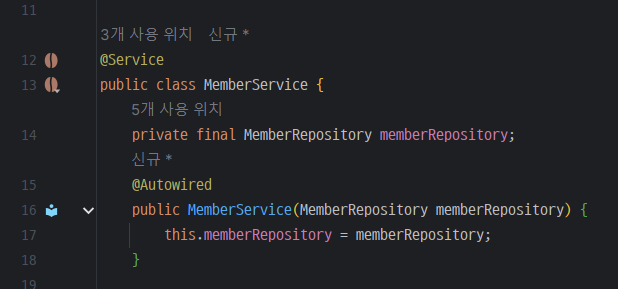 11
3개 사용 위치 신규 *
12 @Service
13 public class MemberService {
5개 사용 위치
14 private final MemberRepository memberRepository;
신규 *
15 @Autowired
16 public MemberService(MemberRepository memberRepository) {
17 this.memberRepository = memberRepository;
18 }
19